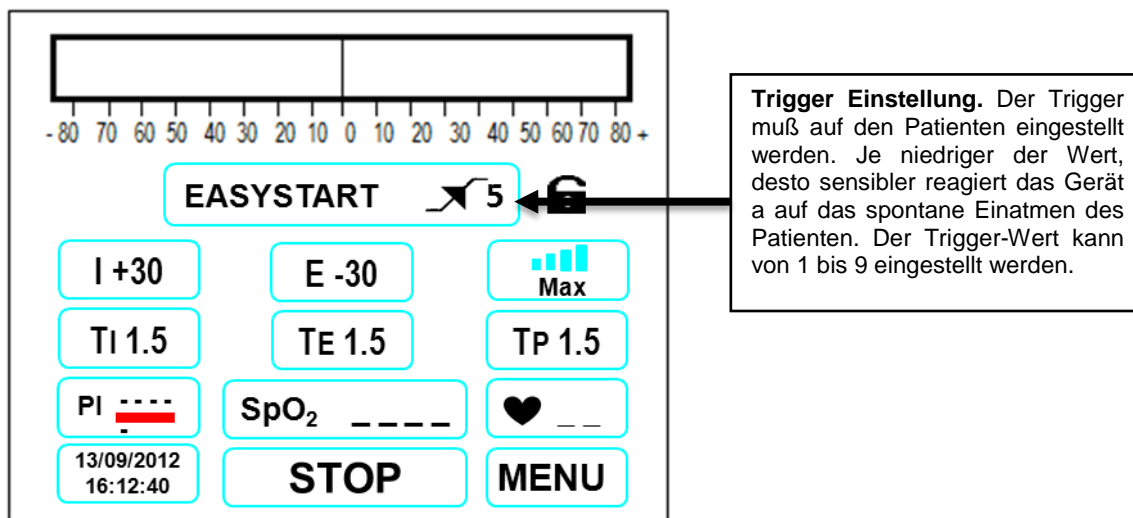 - 80 70 60 50 40 30 20 10 0 10 20 30 40 50 60 70 80 +
EASYSTART 5
I +30 E -30 Max
TI 1.5 TE 1.5 TP 1.5
PI - - - - - SpO₂ _ _ _ _ _ _
13/09/2012
16:12:40
STOP MENU
Trigger Einstellung. Der Trigger
muß auf den Patienten eingestellt
werden. Je niedriger der Wert,
desto sensibler reagiert das Gerät
a auf das spontane Einatmen des
Patienten. Der Trigger-Wert kann
von 1 bis 9 eingestellt werden.